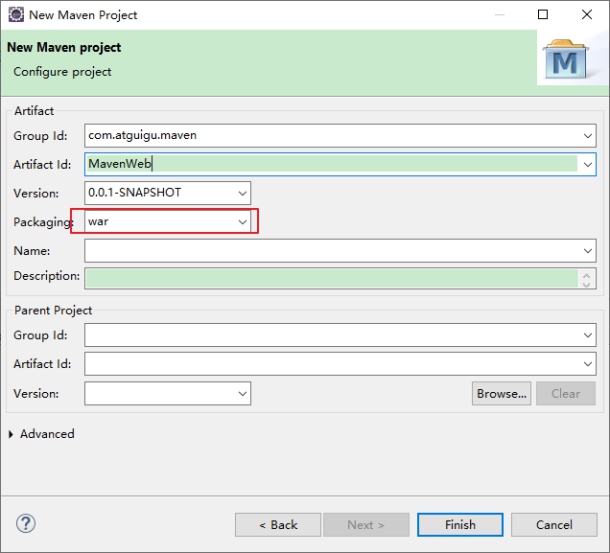 New Maven Project
New Maven project
Configure project
M
Artifact
Group Id: com.atguigu.maven
Artifact Id: MavenWeb
Version: 0.0.1-SNAPSHOT
Packaging: war
Name:
Description:
Parent Project
Group Id:
Artifact Id:
Version:
Browse... Clear
Advanced
? < Back Next > Finish Cancel